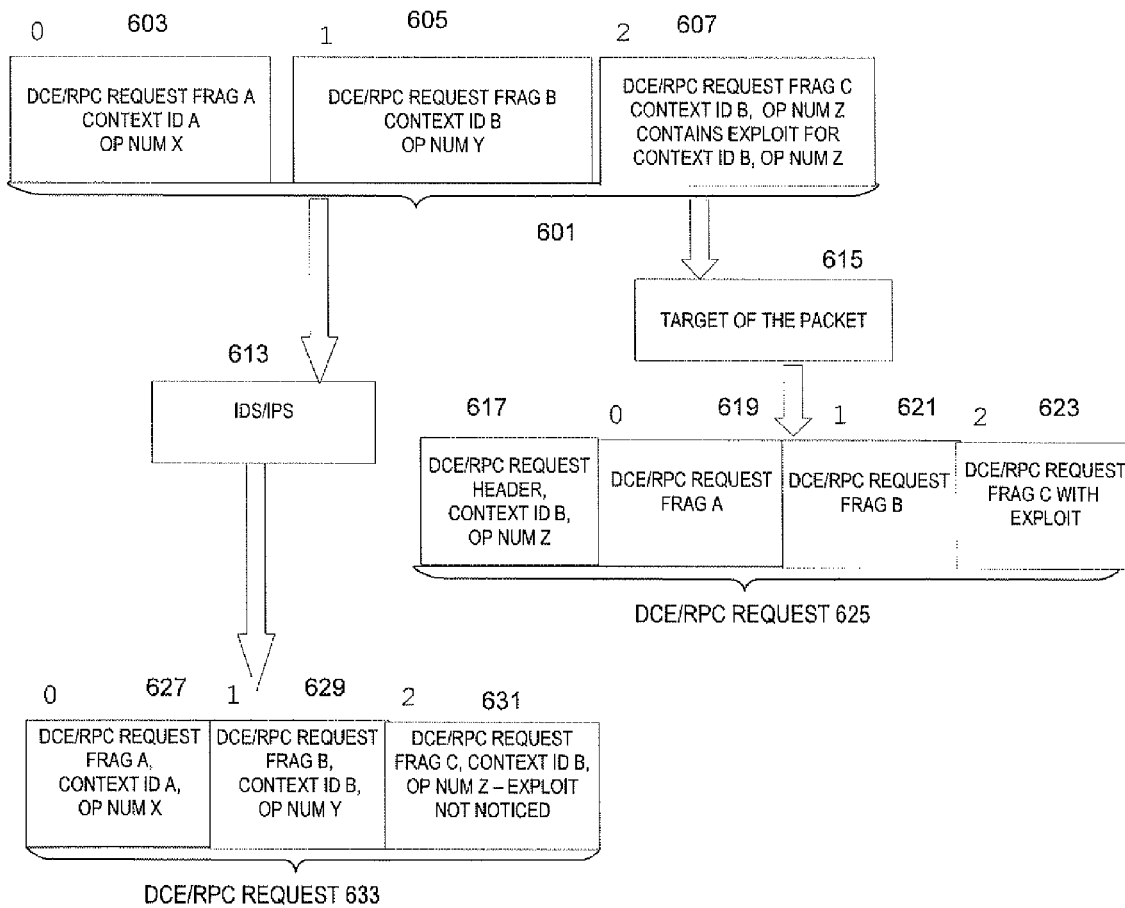 0 603
1 605
2 607
DCE/RPC REQUEST FRAG A
CONTEXT ID A
OP NUM X
DCE/RPC REQUEST FRAG B
CONTEXT ID B
OP NUM Y
DCE/RPC REQUEST FRAG C
CONTEXT ID B, OP NUM Z
CONTAINS EXPLOIT FOR
CONTEXT ID B, OP NUM Z
601
615
TARGET OF THE PACKET
613
IDS/IPS
617
0 619
1 621
2 623
DCE/RPC REQUEST
HEADER,
CONTEXT ID B,
OP NUM Z
DCE/RPC REQUEST
FRAG A
DCE/RPC REQUEST
FRAG B
DCE/RPC REQUEST
FRAG C WITH
EXPLOIT
DCE/RPC REQUEST 625
0 627
1 629
2 631
DCE/RPC REQUEST
FRAG A,
CONTEXT ID A,
OP NUM X
DCE/RPC REQUEST
FRAG B,
CONTEXT ID B,
OP NUM Y
DCE/RPC REQUEST
FRAG C, CONTEXT ID B,
OP NUM Z – EXPLOIT
NOT NOTICED
DCE/RPC REQUEST 633